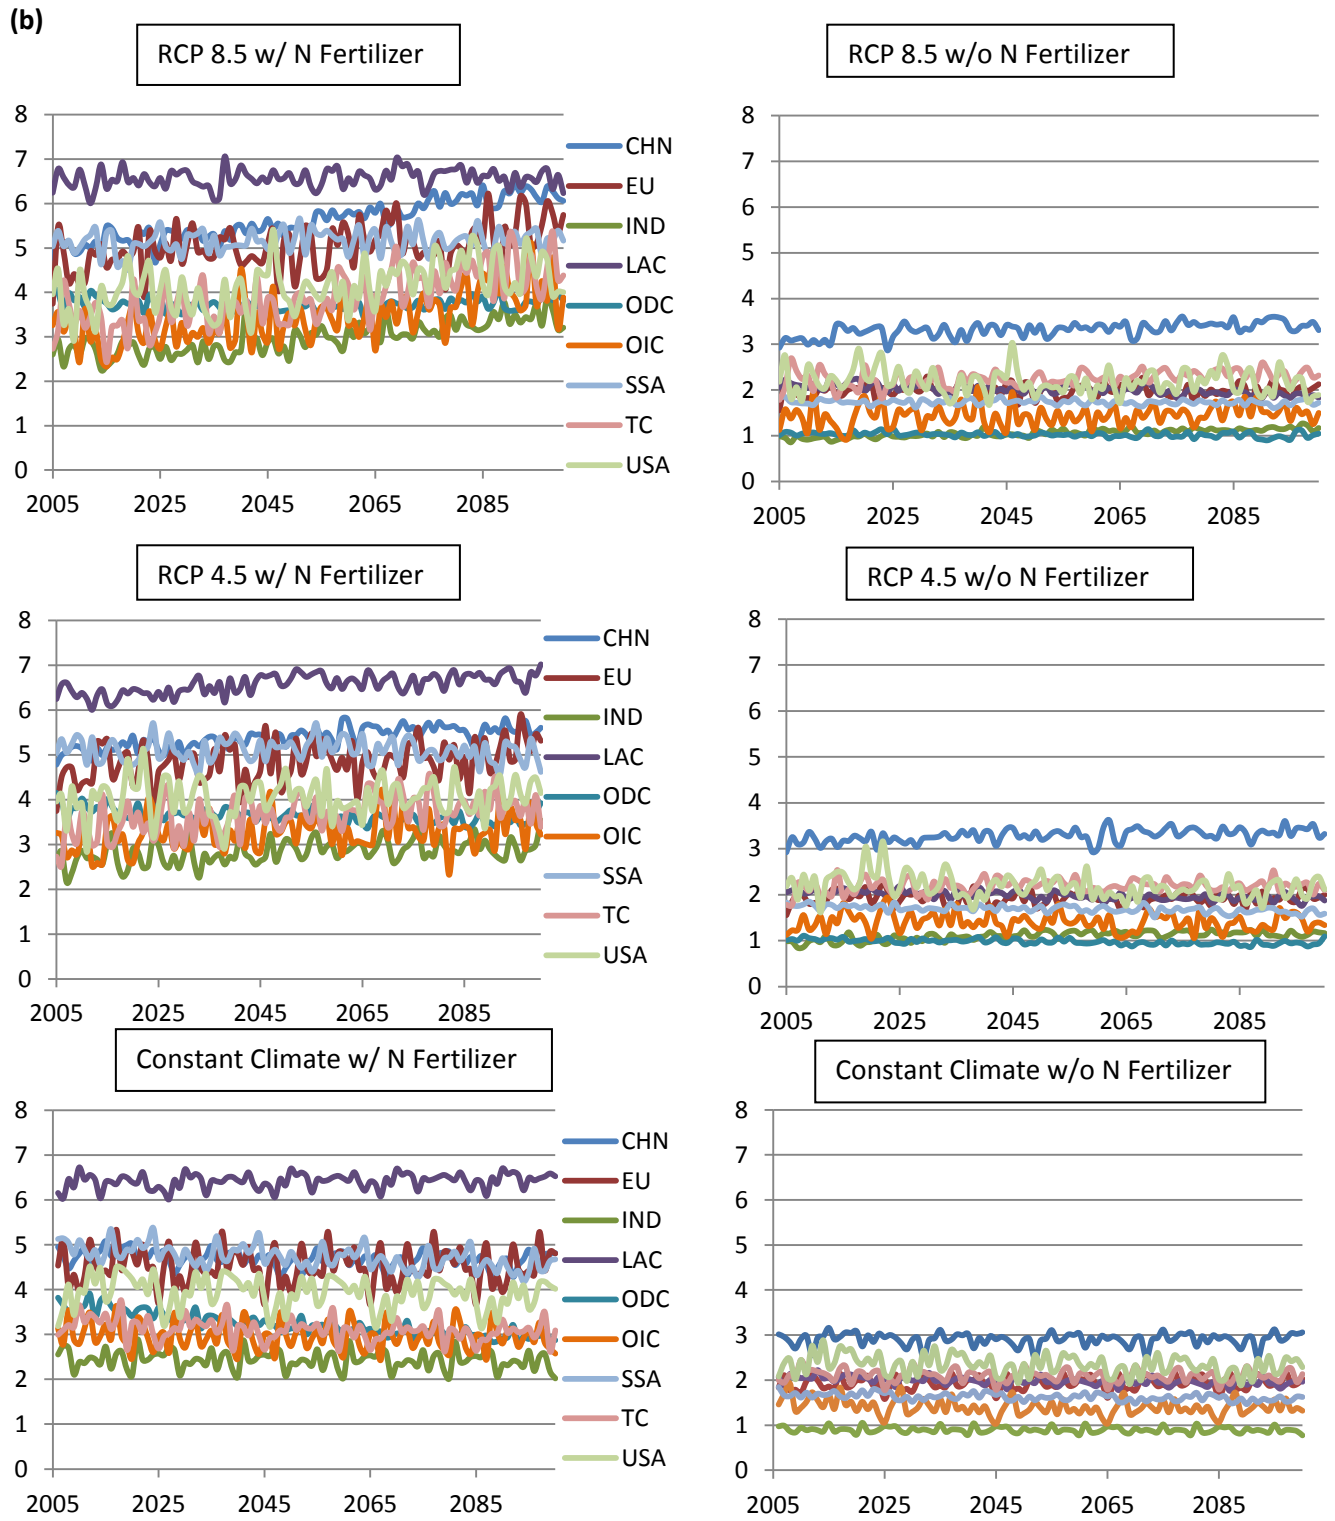 (b)
RCP 8.5 w/ N Fertilizer
8
7
6
5
4
3
2
1
0
2005 2025 2045 2065 2085
CHN
EU
IND
LAC
ODC
OIC
SSA
TC
USA
RCP 8.5 w/o N Fertilizer
8
7
6
5
4
3
2
1
0
2005 2025 2045 2065 2085
RCP 4.5 w/ N Fertilizer
8
7
6
5
4
3
2
1
0
2005 2025 2045 2065 2085
CHN
EU
IND
LAC
ODC
OIC
SSA
TC
USA
RCP 4.5 w/o N Fertilizer
8
7
6
5
4
3
2
1
0
2005 2025 2045 2065 2085
Constant Climate w/ N Fertilizer
8
7
6
5
4
3
2
1
0
2005 2025 2045 2065 2085
CHN
EU
IND
LAC
ODC
OIC
SSA
TC
USA
Constant Climate w/o N Fertilizer
8
7
6
5
4
3
2
1
0
2005 2025 2045 2065 2085